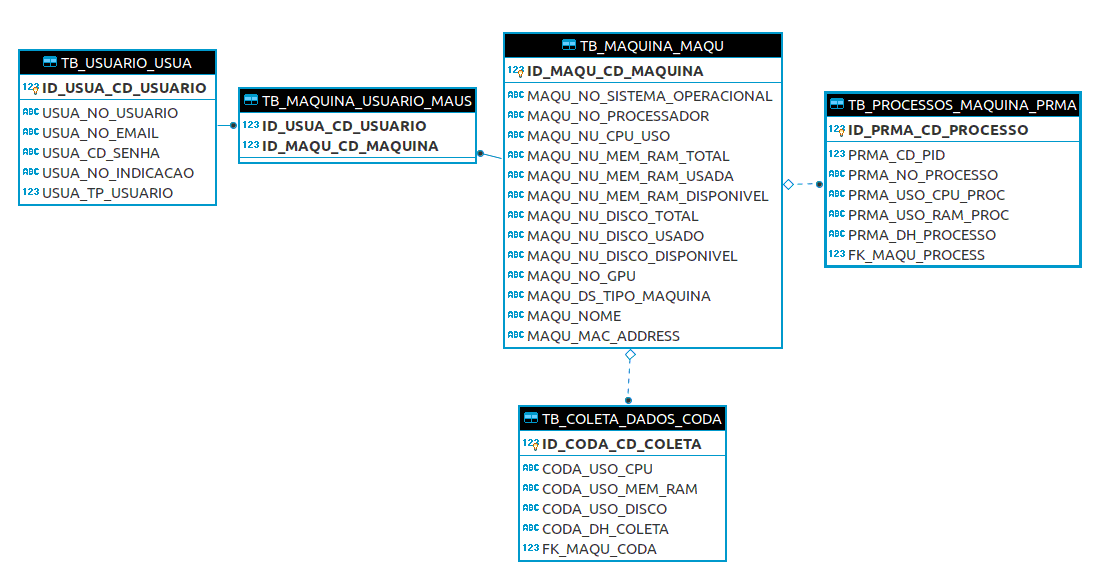 TB_USUARIO_USUA
123 ID_USUA_CD_USUARIO
ABC USUA_NO_USUARIO
ABC USUA_NO_EMAIL
ABC USUA_CD_SENHA
ABC USUA_NO_INDICACAO
123 USUA_TP_USUARIO
TB_MAQUINA_USUARIO_MAUS
123 ID_USUA_CD_USUARIO
123 ID_MAQU_CD_MAQUINA
TB_MAQUINA_MAQU
123 ID_MAQU_CD_MAQUINA
ABC MAQU_NO_SISTEMA_OPERACIONAL
ABC MAQU_NO_PROCESSADOR
ABC MAQU_NU_CPU_USO
ABC MAQU_NU_MEM_RAM_TOTAL
ABC MAQU_NU_MEM_RAM_USADA
ABC MAQU_NU_MEM_RAM_DISPONIVEL
ABC MAQU_NU_DISCO_TOTAL
ABC MAQU_NU_DISCO_USADO
ABC MAQU_NU_DISCO_DISPONIVEL
ABC MAQU_NO_GPU
ABC MAQU_DS_TIPO_MAQUINA
ABC MAQU_NOME
ABC MAQU_MAC_ADDRESS
TB_PROCESSOS_MAQUINA_PRMA
123 ID_PRMA_CD_PROCESSO
123 PRMA_CD_PID
ABC PRMA_NO_PROCESSO
ABC PRMA_USO_CPU_PROC
ABC PRMA_USO_RAM_PROC
ABC PRMA_DH_PROCESSO
123 FK_MAQU_PROCESS
TB_COLETA_DADOS_CODA
123 ID_CODA_CD_COLETA
ABC CODA_USO_CPU
ABC CODA_USO_MEM_RAM
ABC CODA_USO_DISCO
ABC CODA_DH_COLETA
123 FK_MAQU_CODA